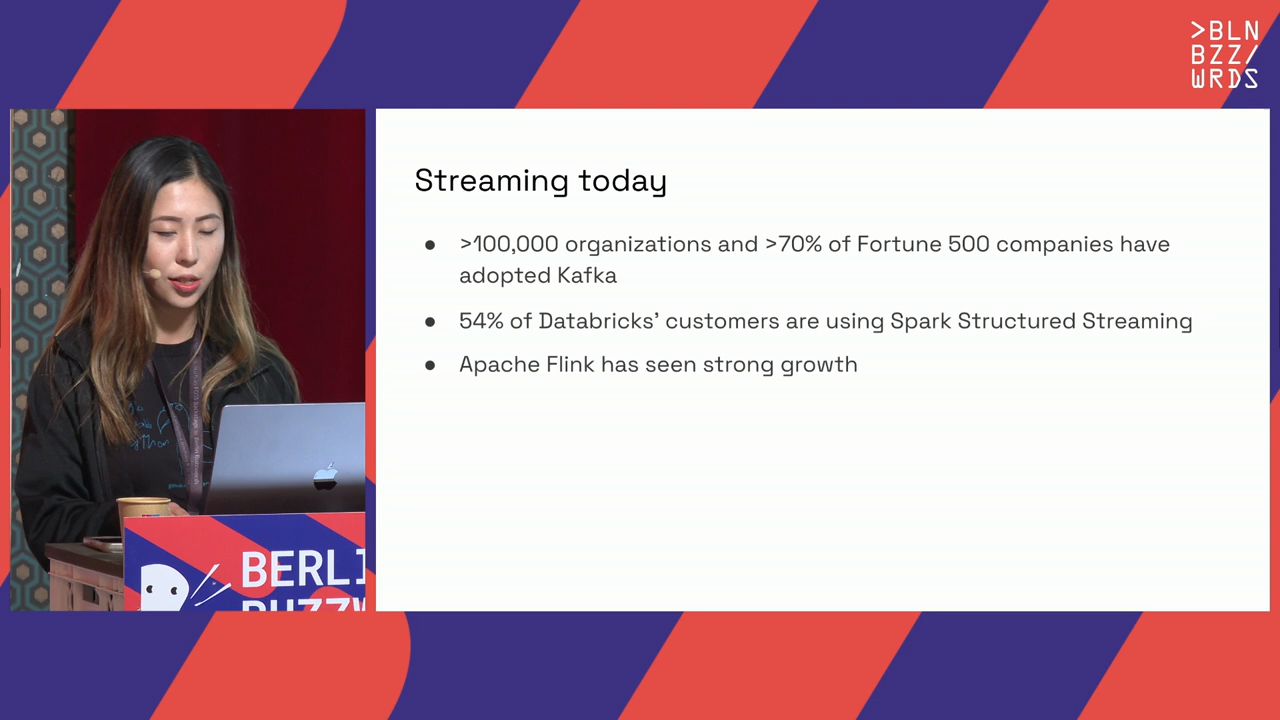 >BLN
BZZ/
WRDS
Streaming today
● >100,000 organizations and >70% of Fortune 500 companies have
adopted Kafka
● 54% of Databricks’ customers are using Spark Structured Streaming
● Apache Flink has seen strong growth
BERLI
BUZZW